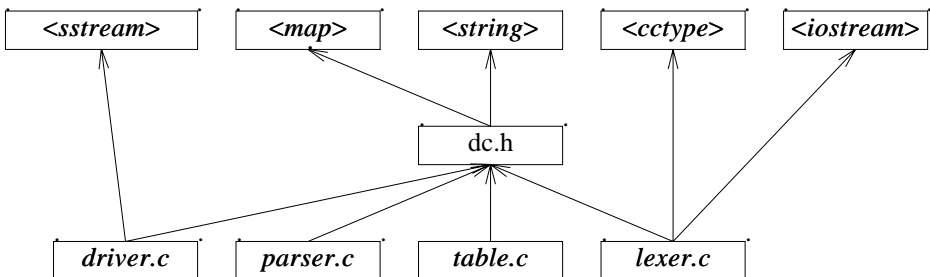 <sstream>
<map>
<string>
<cctype>
<iostream>
dc.h
driver.c
parser.c
table.c
lexer.c